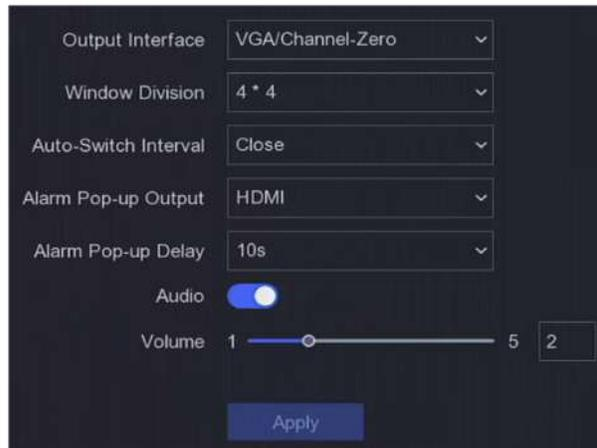 Output Interface VGA/Channel-Zero
Window Division 4 * 4
Auto-Switch Interval Close
Alarm Pop-up Output HDMI
Alarm Pop-up Delay 10s
Audio
Volume 1 5 2
Apply